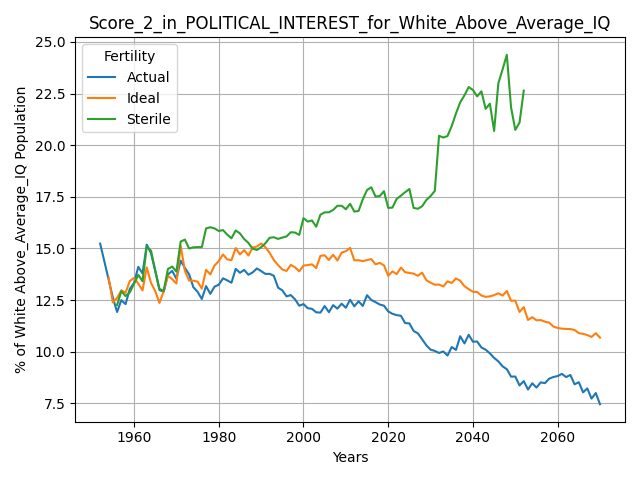 Score_2_in_POLITICAL_INTEREST_for_White_Above_Average_IQ
% of White Above_Average_IQ Population
25.0
22.5
20.0
17.5
15.0
12.5
10.0
7.5
Fertility
Actual
Ideal
Sterile
1960 1980 2000 2020 2040 2060
Years